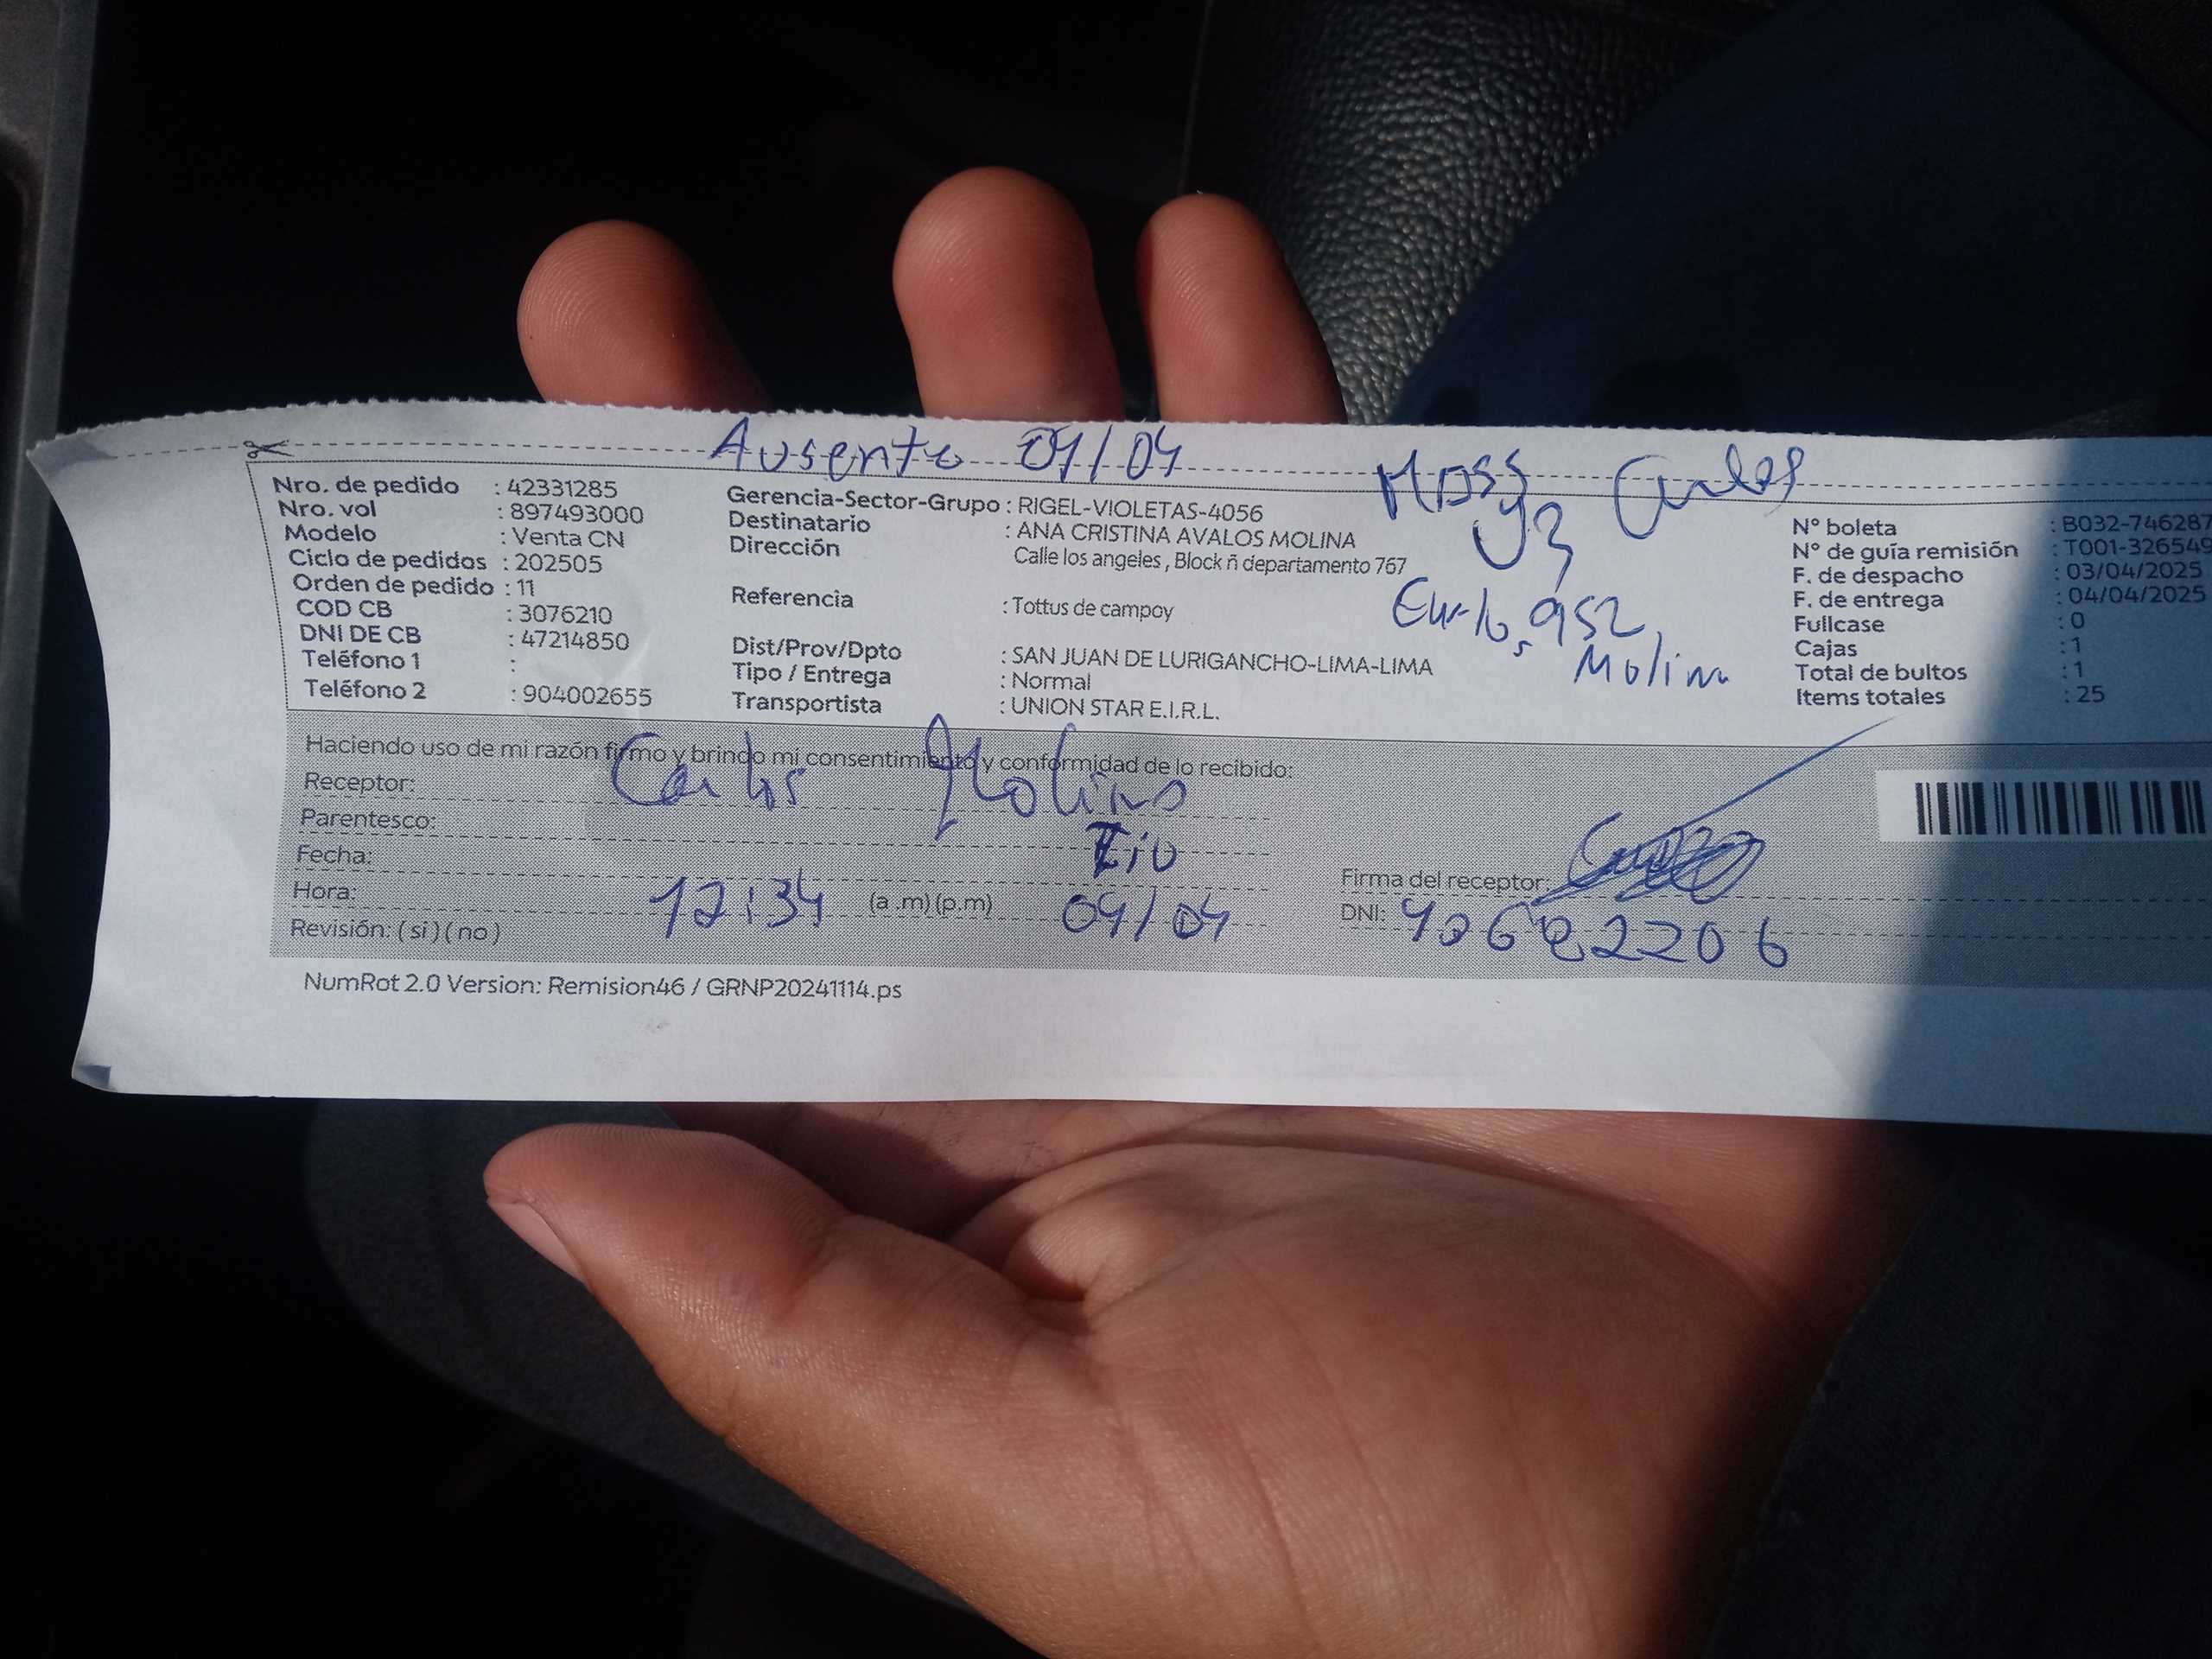 Ausente 04/04
Carlos
Nro. de pedido : 42331285
Nro. vol : 897493000
Modelo : Venta CN
Ciclo de pedidos : 202505
Orden de pedido : 11
COD CB : 3076210
DNI DE CB : 47214850
Teléfono 1 :
Teléfono 2 : 904002655
Gerencia-Sector-Grupo : RIGEL-VIOLETAS-4056
Destinatario : ANA CRISTINA AVALOS MOLINA
Dirección Calle los angeles , Block ñ departamento 767
Referencia : Tottus de campoy
Dist/Prov/Dpto : SAN JUAN DE LURIGANCHO-LIMA-LIMA
Tipo / Entrega : Normal
Transportista : UNION STAR E.I.R.L.
952
Molina
N° boleta : B032-746287
N° de guía remisión : T001-326549
F. de despacho : 03/04/2025
F. de entrega : 04/04/2025
Fullcase : 0
Cajas : 1
Total de bultos : 1
Items totales : 25
Haciendo uso de mi razón firmo y brindo mi consentimiento y conformidad de lo recibido:
Receptor: Carlos Molina
Parentesco: Tio
Fecha:
Hora: 12:34 (a .m) (p.m) 04/04
Revisión: ( si ) ( no )
Firma del receptor:
DNI:
NumRot 2.0 Version: Remision46 / GRNP20241114.ps